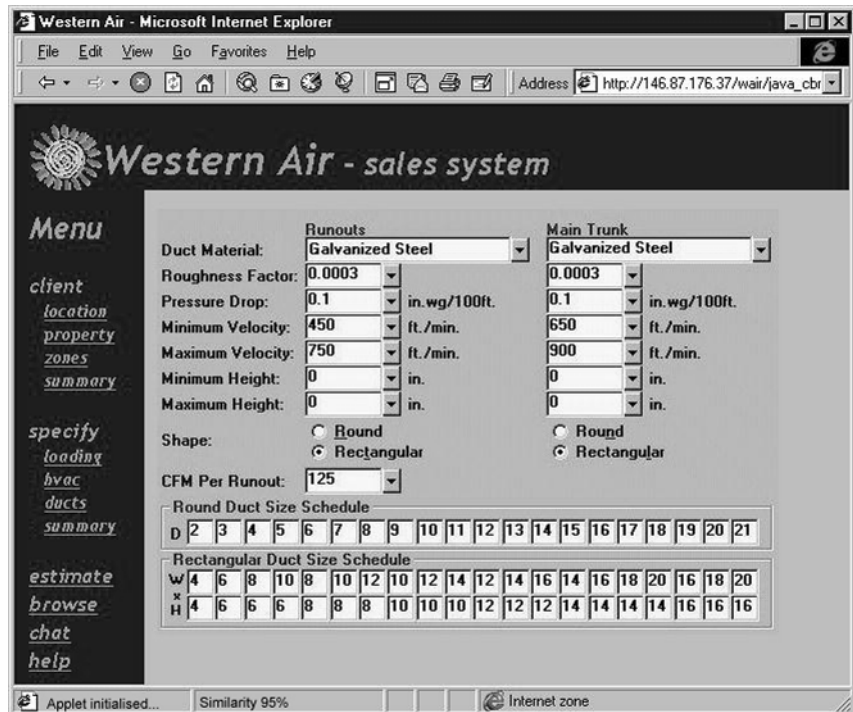 Western Air - Microsoft Internet Explorer
File Edit View Go Favorites Help
Address http://146.87.176.37/wair/java_cbr
Western Air - sales system
Menu
client
location
property
zones
summary
specify
loading
hvac
ducts
summary
estimate
browse
chat
help
Runouts Main Trunk
Duct Material: Galvanized Steel Galvanized Steel
Roughness Factor: 0.0003 0.0003
Pressure Drop: 0.1 in.wg/100ft. 0.1 in.wg/100ft.
Minimum Velocity: 450 ft./min. 650 ft./min.
Maximum Velocity: 750 ft./min. 900 ft./min.
Minimum Height: 0 in. 0 in.
Maximum Height: 0 in. 0 in.
Shape: Round Round
Rectangular Rectangular
CFM Per Runout: 125
Round Duct Size Schedule
D 2 3 4 5 6 7 8 9 10 11 12 13 14 15 16 17 18 19 20 21
Rectangular Duct Size Schedule
W 4 6 8 10 8 10 12 10 12 14 12 14 16 14 16 18 20 16 18 20
x
H 4 6 6 6 8 8 8 10 10 10 12 12 12 14 14 14 14 16 16 16
Applet initialised... Similarity 95% Internet zone